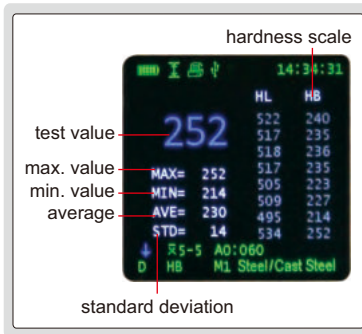 hardness scale
14:34:31
HL HB
522 240
517 235
518 236
517 235
505 223
509 227
495 214
534 252
test value
252
max. value
MAX= 252
min. value
MIN= 214
average
AVE= 230
STD= 14
x̄5-5 A0:060
D HB M1 Steel/Cast Steel
standard deviation